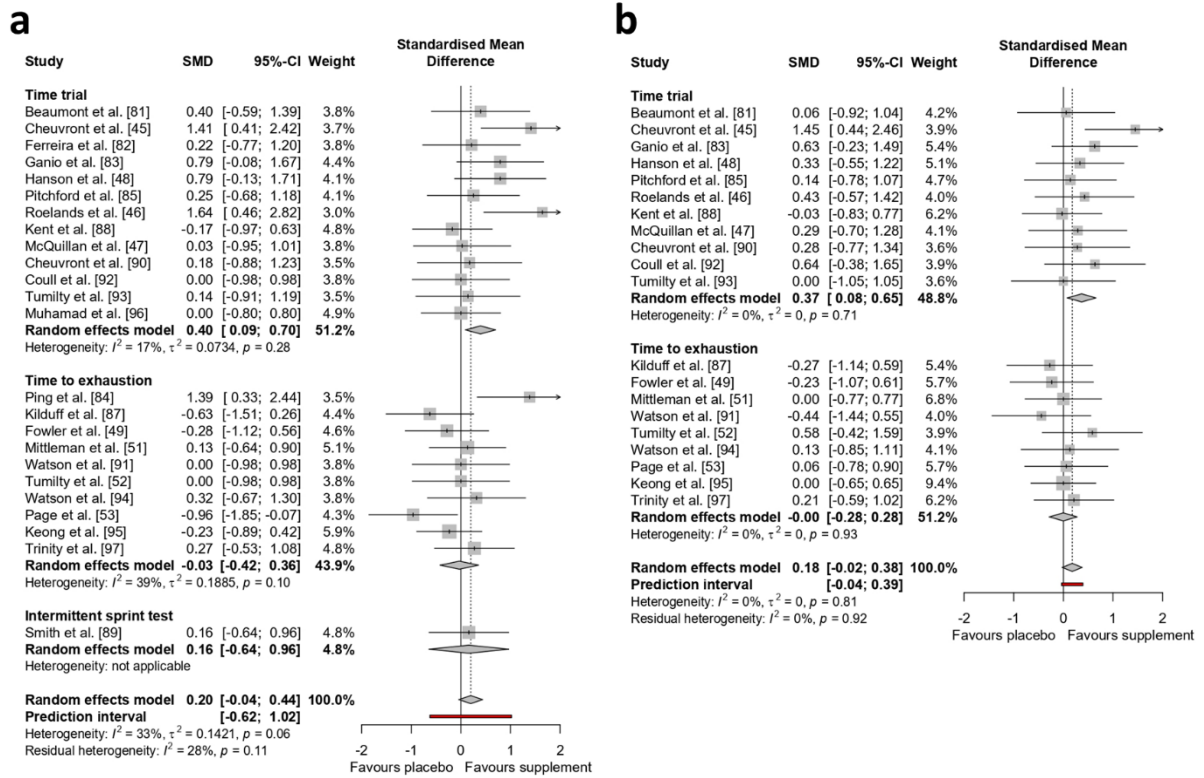 a
Standardised Mean
Study SMD 95%-CI Weight Difference
Time trial
Beaumont et al. [81] 0.40 [-0.59; 1.39] 3.8%
Cheuvront et al. [45] 1.41 [ 0.41; 2.42] 3.7%
Ferreira et al. [82] 0.22 [-0.77; 1.20] 3.8%
Ganio et al. [83] 0.79 [-0.08; 1.67] 4.4%
Hanson et al. [48] 0.79 [-0.13; 1.71] 4.1%
Pitchford et al. [85] 0.25 [-0.68; 1.18] 4.1%
Roelands et al. [46] 1.64 [ 0.46; 2.82] 3.0%
Kent et al. [88] -0.17 [-0.97; 0.63] 4.8%
McQuillan et al. [47] 0.03 [-0.95; 1.01] 3.8%
Cheuvront et al. [90] 0.18 [-0.88; 1.23] 3.5%
Coull et al. [92] 0.00 [-0.98; 0.98] 3.8%
Tumilty et al. [93] 0.14 [-0.91; 1.19] 3.5%
Muhamad et al. [96] 0.00 [-0.80; 0.80] 4.9%
Random effects model 0.40 [ 0.09; 0.70] 51.2%
Heterogeneity: I² = 17%, τ² = 0.0734, p = 0.28
Time to exhaustion
Ping et al. [84] 1.39 [ 0.33; 2.44] 3.5%
Kilduff et al. [87] -0.63 [-1.51; 0.26] 4.4%
Fowler et al. [49] -0.28 [-1.12; 0.56] 4.6%
Mittleman et al. [51] 0.13 [-0.64; 0.90] 5.1%
Watson et al. [91] 0.00 [-0.98; 0.98] 3.8%
Tumilty et al. [52] 0.00 [-0.98; 0.98] 3.8%
Watson et al. [94] 0.32 [-0.67; 1.30] 3.8%
Page et al. [53] -0.96 [-1.85; -0.07] 4.3%
Keong et al. [95] -0.23 [-0.89; 0.42] 5.9%
Trinity et al. [97] 0.27 [-0.53; 1.08] 4.8%
Random effects model -0.03 [-0.42; 0.36] 43.9%
Heterogeneity: I² = 39%, τ² = 0.1885, p = 0.10
Intermittent sprint test
Smith et al. [89] 0.16 [-0.64; 0.96] 4.8%
Random effects model 0.16 [-0.64; 0.96] 4.8%
Heterogeneity: not applicable
Random effects model 0.20 [-0.04; 0.44] 100.0%
Prediction interval [-0.62; 1.02]
Heterogeneity: I² = 33%, τ² = 0.1421, p = 0.06
Residual heterogeneity: I² = 28%, p = 0.11
-2 -1 0 1 2
Favours placebo Favours supplement
b
Standardised Mean
Study SMD 95%-CI Weight Difference
Time trial
Beaumont et al. [81] 0.06 [-0.92; 1.04] 4.2%
Cheuvront et al. [45] 1.45 [ 0.44; 2.46] 3.9%
Ganio et al. [83] 0.63 [-0.23; 1.49] 5.4%
Hanson et al. [48] 0.33 [-0.55; 1.22] 5.1%
Pitchford et al. [85] 0.14 [-0.78; 1.07] 4.7%
Roelands et al. [46] 0.43 [-0.57; 1.42] 4.0%
Kent et al. [88] -0.03 [-0.83; 0.77] 6.2%
McQuillan et al. [47] 0.29 [-0.70; 1.28] 4.1%
Cheuvront et al. [90] 0.28 [-0.77; 1.34] 3.6%
Coull et al. [92] 0.64 [-0.38; 1.65] 3.9%
Tumilty et al. [93] 0.00 [-1.05; 1.05] 3.6%
Random effects model 0.37 [ 0.08; 0.65] 48.8%
Heterogeneity: I² = 0%, τ² = 0, p = 0.71
Time to exhaustion
Kilduff et al. [87] -0.27 [-1.14; 0.59] 5.4%
Fowler et al. [49] -0.23 [-1.07; 0.61] 5.7%
Mittleman et al. [51] 0.00 [-0.77; 0.77] 6.8%
Watson et al. [91] -0.44 [-1.44; 0.55] 4.0%
Tumilty et al. [52] 0.58 [-0.42; 1.59] 3.9%
Watson et al. [94] 0.13 [-0.85; 1.11] 4.1%
Page et al. [53] 0.06 [-0.78; 0.90] 5.7%
Keong et al. [95] 0.00 [-0.65; 0.65] 9.4%
Trinity et al. [97] 0.21 [-0.59; 1.02] 6.2%
Random effects model -0.00 [-0.28; 0.28] 51.2%
Heterogeneity: I² = 0%, τ² = 0, p = 0.93
Random effects model 0.18 [-0.02; 0.38] 100.0%
Prediction interval [-0.04; 0.39]
Heterogeneity: I² = 0%, τ² = 0, p = 0.81
Residual heterogeneity: I² = 0%, p = 0.92
-2 -1 0 1 2
Favours placebo Favours supplement